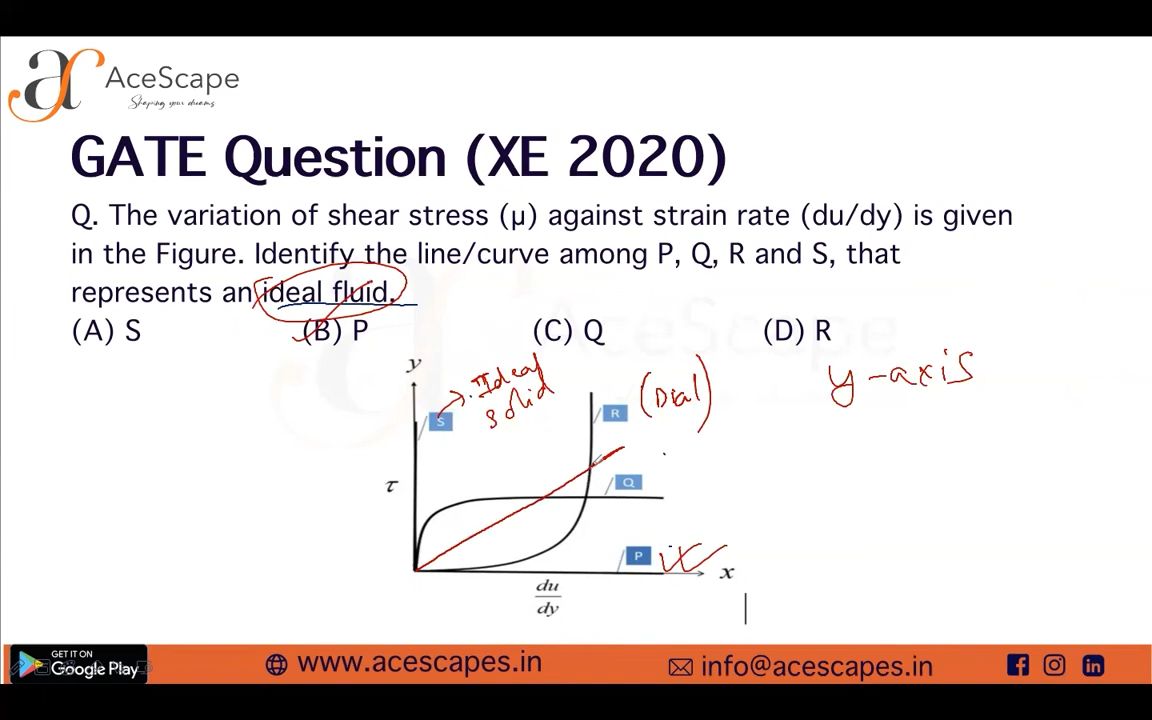 AceScape
Shaping your dreams
GATE Question (XE 2020)
Q. The variation of shear stress (μ) against strain rate (du/dy) is given
in the Figure. Identify the line/curve among P, Q, R and S, that
represents an ideal fluid.
(A) S (B) P (C) Q (D) R
y
Ideal
solid
S
R
y-axis
τ
Q
P
x
du
dy
GET IT ON
Google Play
www.acescapes.in
info@acescapes.in